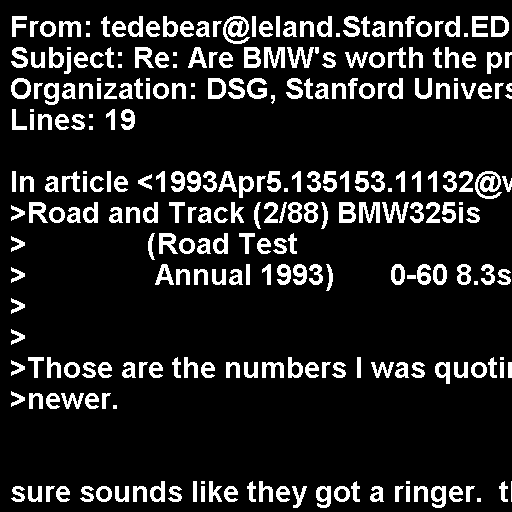 From: tedebear@leland.Stanford.ED
Subject: Re: Are BMW's worth the pr
Organization: DSG, Stanford Univers
Lines: 19
In article <1993Apr5.135153.11132@
>Road and Track (2/88) BMW325is
> (Road Test
> Annual 1993) 0-60 8.3s
>
>
>Those are the numbers I was quotin
>newer.
sure sounds like they got a ringer. th